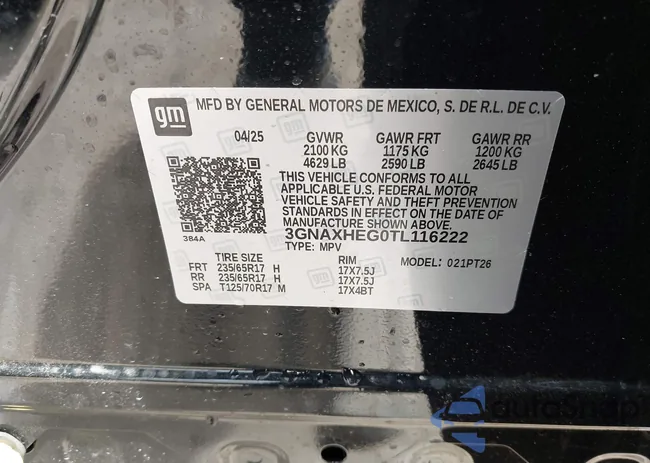 gm
MFD BY GENERAL MOTORS DE MEXICO, S. DE R.L. DE C.V.
04/25 GVWR GAWR FRT GAWR RR
2100 KG 1175 KG 1200 KG
4629 LB 2590 LB 2645 LB
THIS VEHICLE CONFORMS TO ALL
APPLICABLE U.S. FEDERAL MOTOR
VEHICLE SAFETY AND THEFT PREVENTION
STANDARDS IN EFFECT ON THE DATE OF
MANUFACTURE SHOWN ABOVE.
3GNAXHEG0TL116222
384A
TYPE: MPV
TIRE SIZE RIM MODEL: 021PT26
FRT 235/65R17 H 17X7.5J
RR 235/65R17 H 17X7.5J
SPA T125/70R17 M 17X4BT
autoSnap